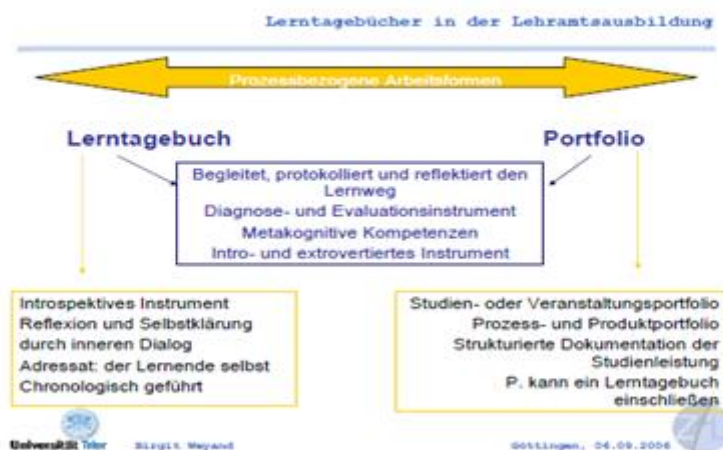 Lerntagebücher in der Lehramtsausbildung
Prozessbezogene Arbeitsformen
Lerntagebuch
Portfolio
Begleitet, protokolliert und reflektiert den
Lernweg
Diagnose- und Evaluationsinstrument
Metakognitive Kompetenzen
Intro- und extrovertiertes Instrument
Introspektives Instrument
Reflexion und Selbstklärung
durch inneren Dialog
Adressat: der Lernende selbst
Chronologisch geführt
Studien- oder Veranstaltungsportfolio
Prozess- und Produktportfolio
Strukturierte Dokumentation der
Studienleistung
P. kann ein Lerntagebuch
einschließen
Universität Trier
Birgit Weyand
Göttingen, 06.09.2006